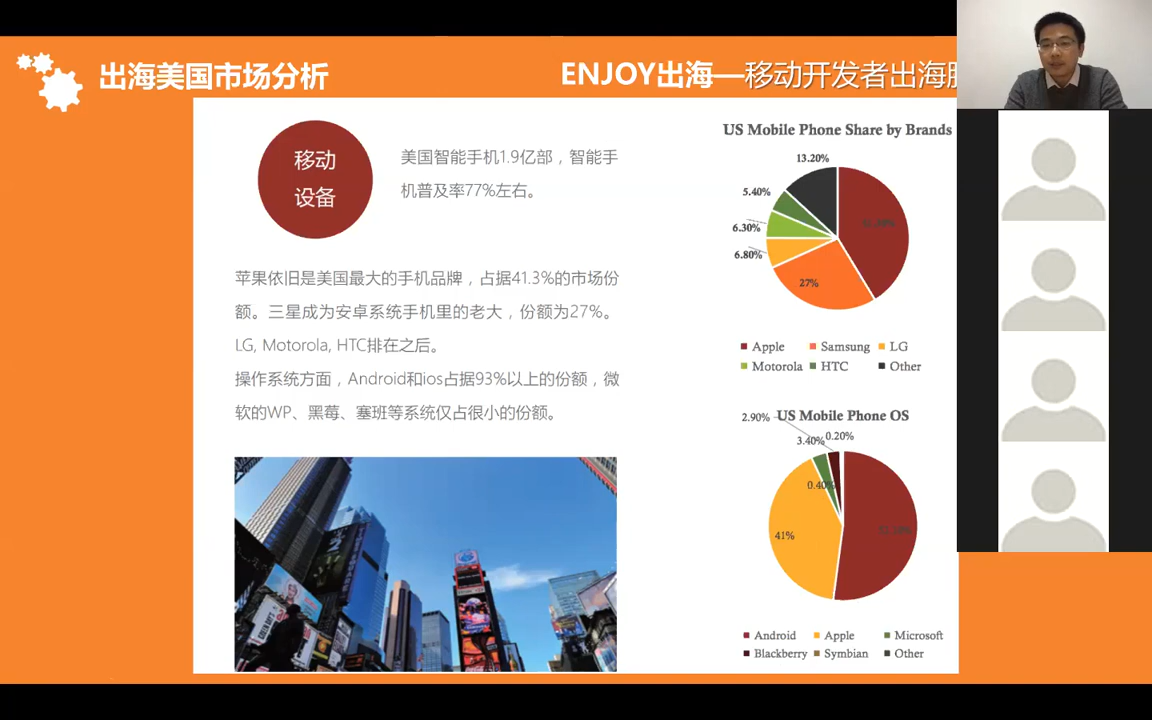 出海美国市场分析
ENJOY出海—移动开发者出海
移动
设备
美国智能手机1.9亿部，智能手
机普及率77%左右。
苹果依旧是美国最大的手机品牌，占据41.3%的市场份
额。三星成为安卓系统手机里的老大，份额为27%。
LG, Motorola, HTC排在之后。
操作系统方面，Android和ios占据93%以上的份额，微
软的WP、黑莓、塞班等系统仅占很小的份额。
US Mobile Phone Share by Brands
13.20%
5.40%
6.30%
6.80%
27%
Apple Samsung LG
Motorola HTC Other
US Mobile Phone OS
2.90%
3.40%
0.20%
0.40%
41%
Android Apple Microsoft
Blackberry Symbian Other